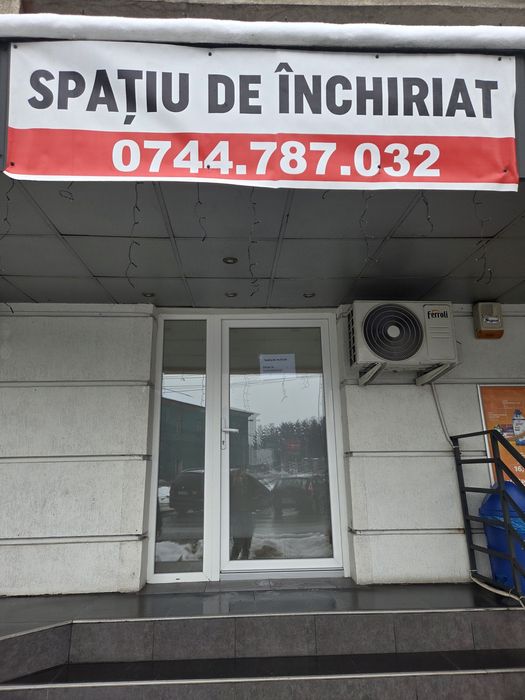 SPAȚIU DE ÎNCHIRIAT
0744.787.032
Ferroli